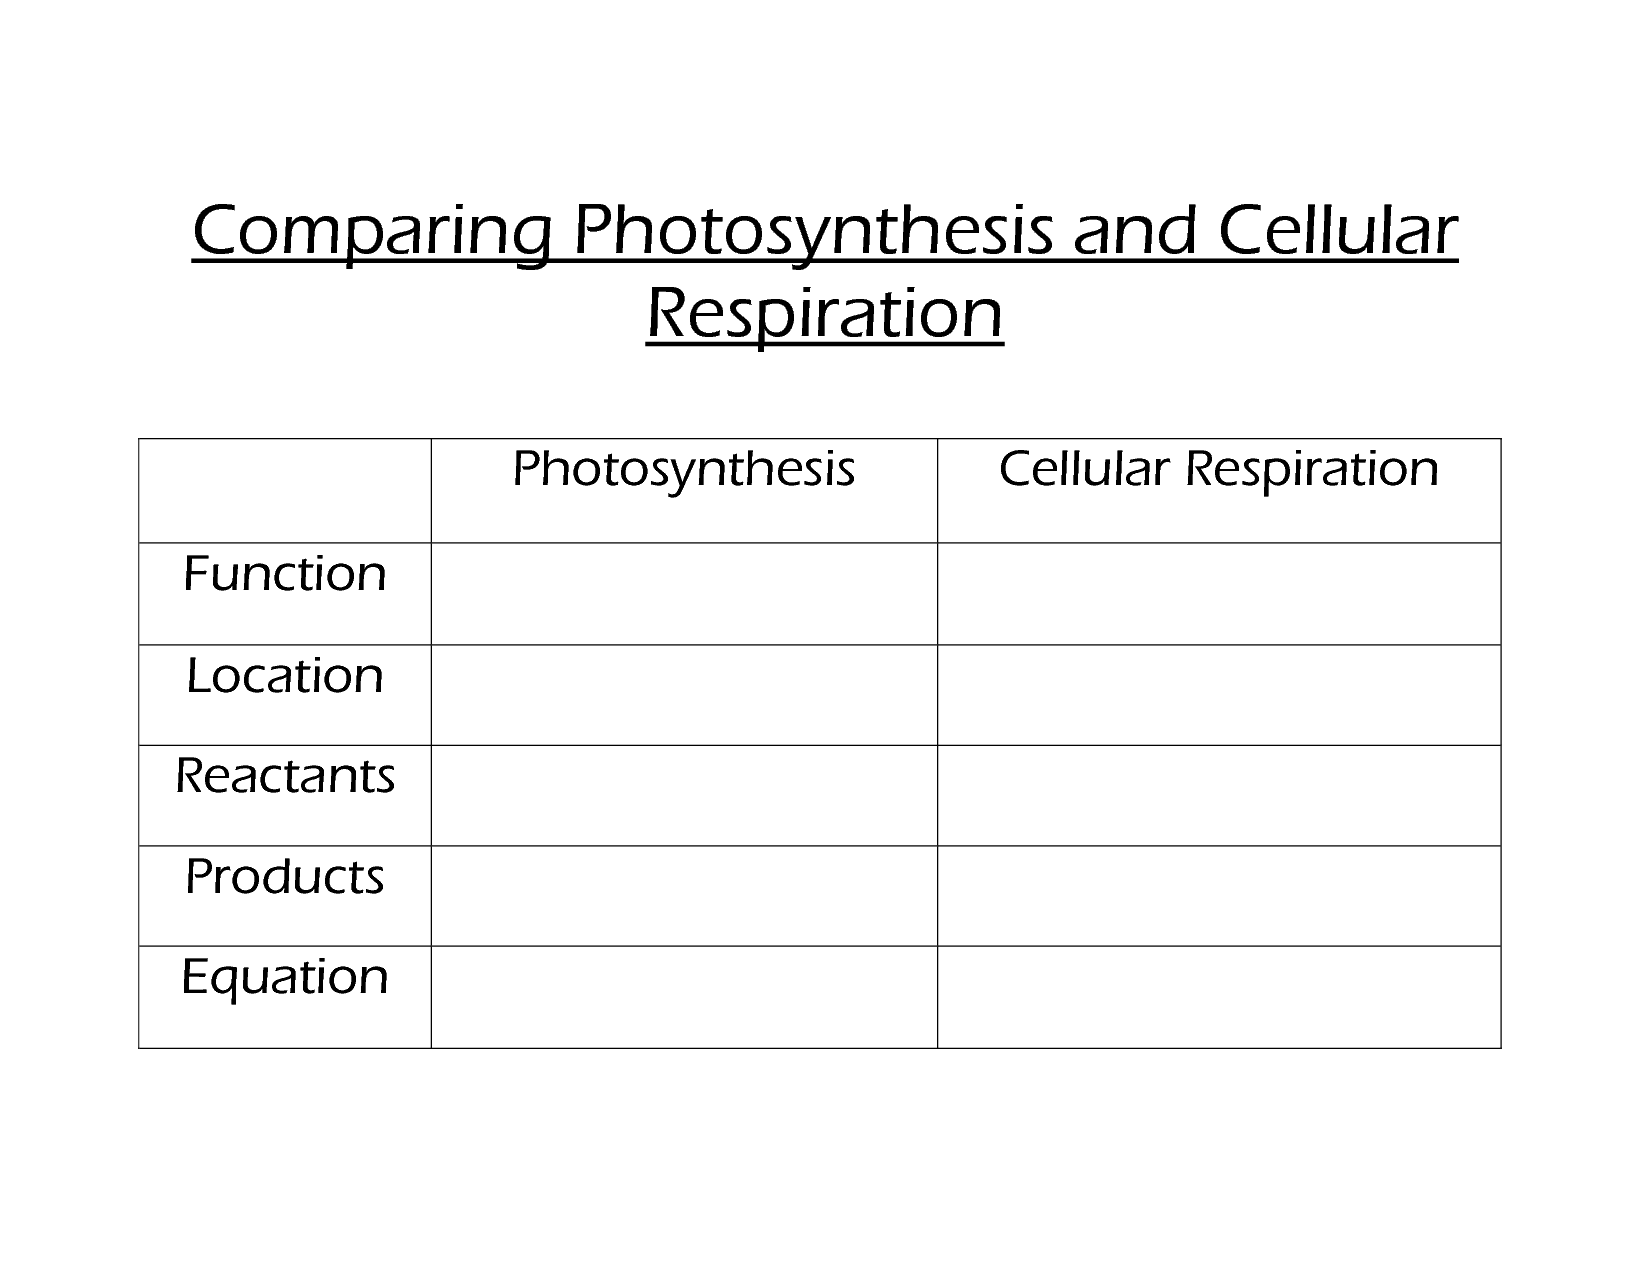 Comparing Photosynthesis and Cellular
Respiration
Photosynthesis Cellular Respiration
Function
Location
Reactants
Products
Equation